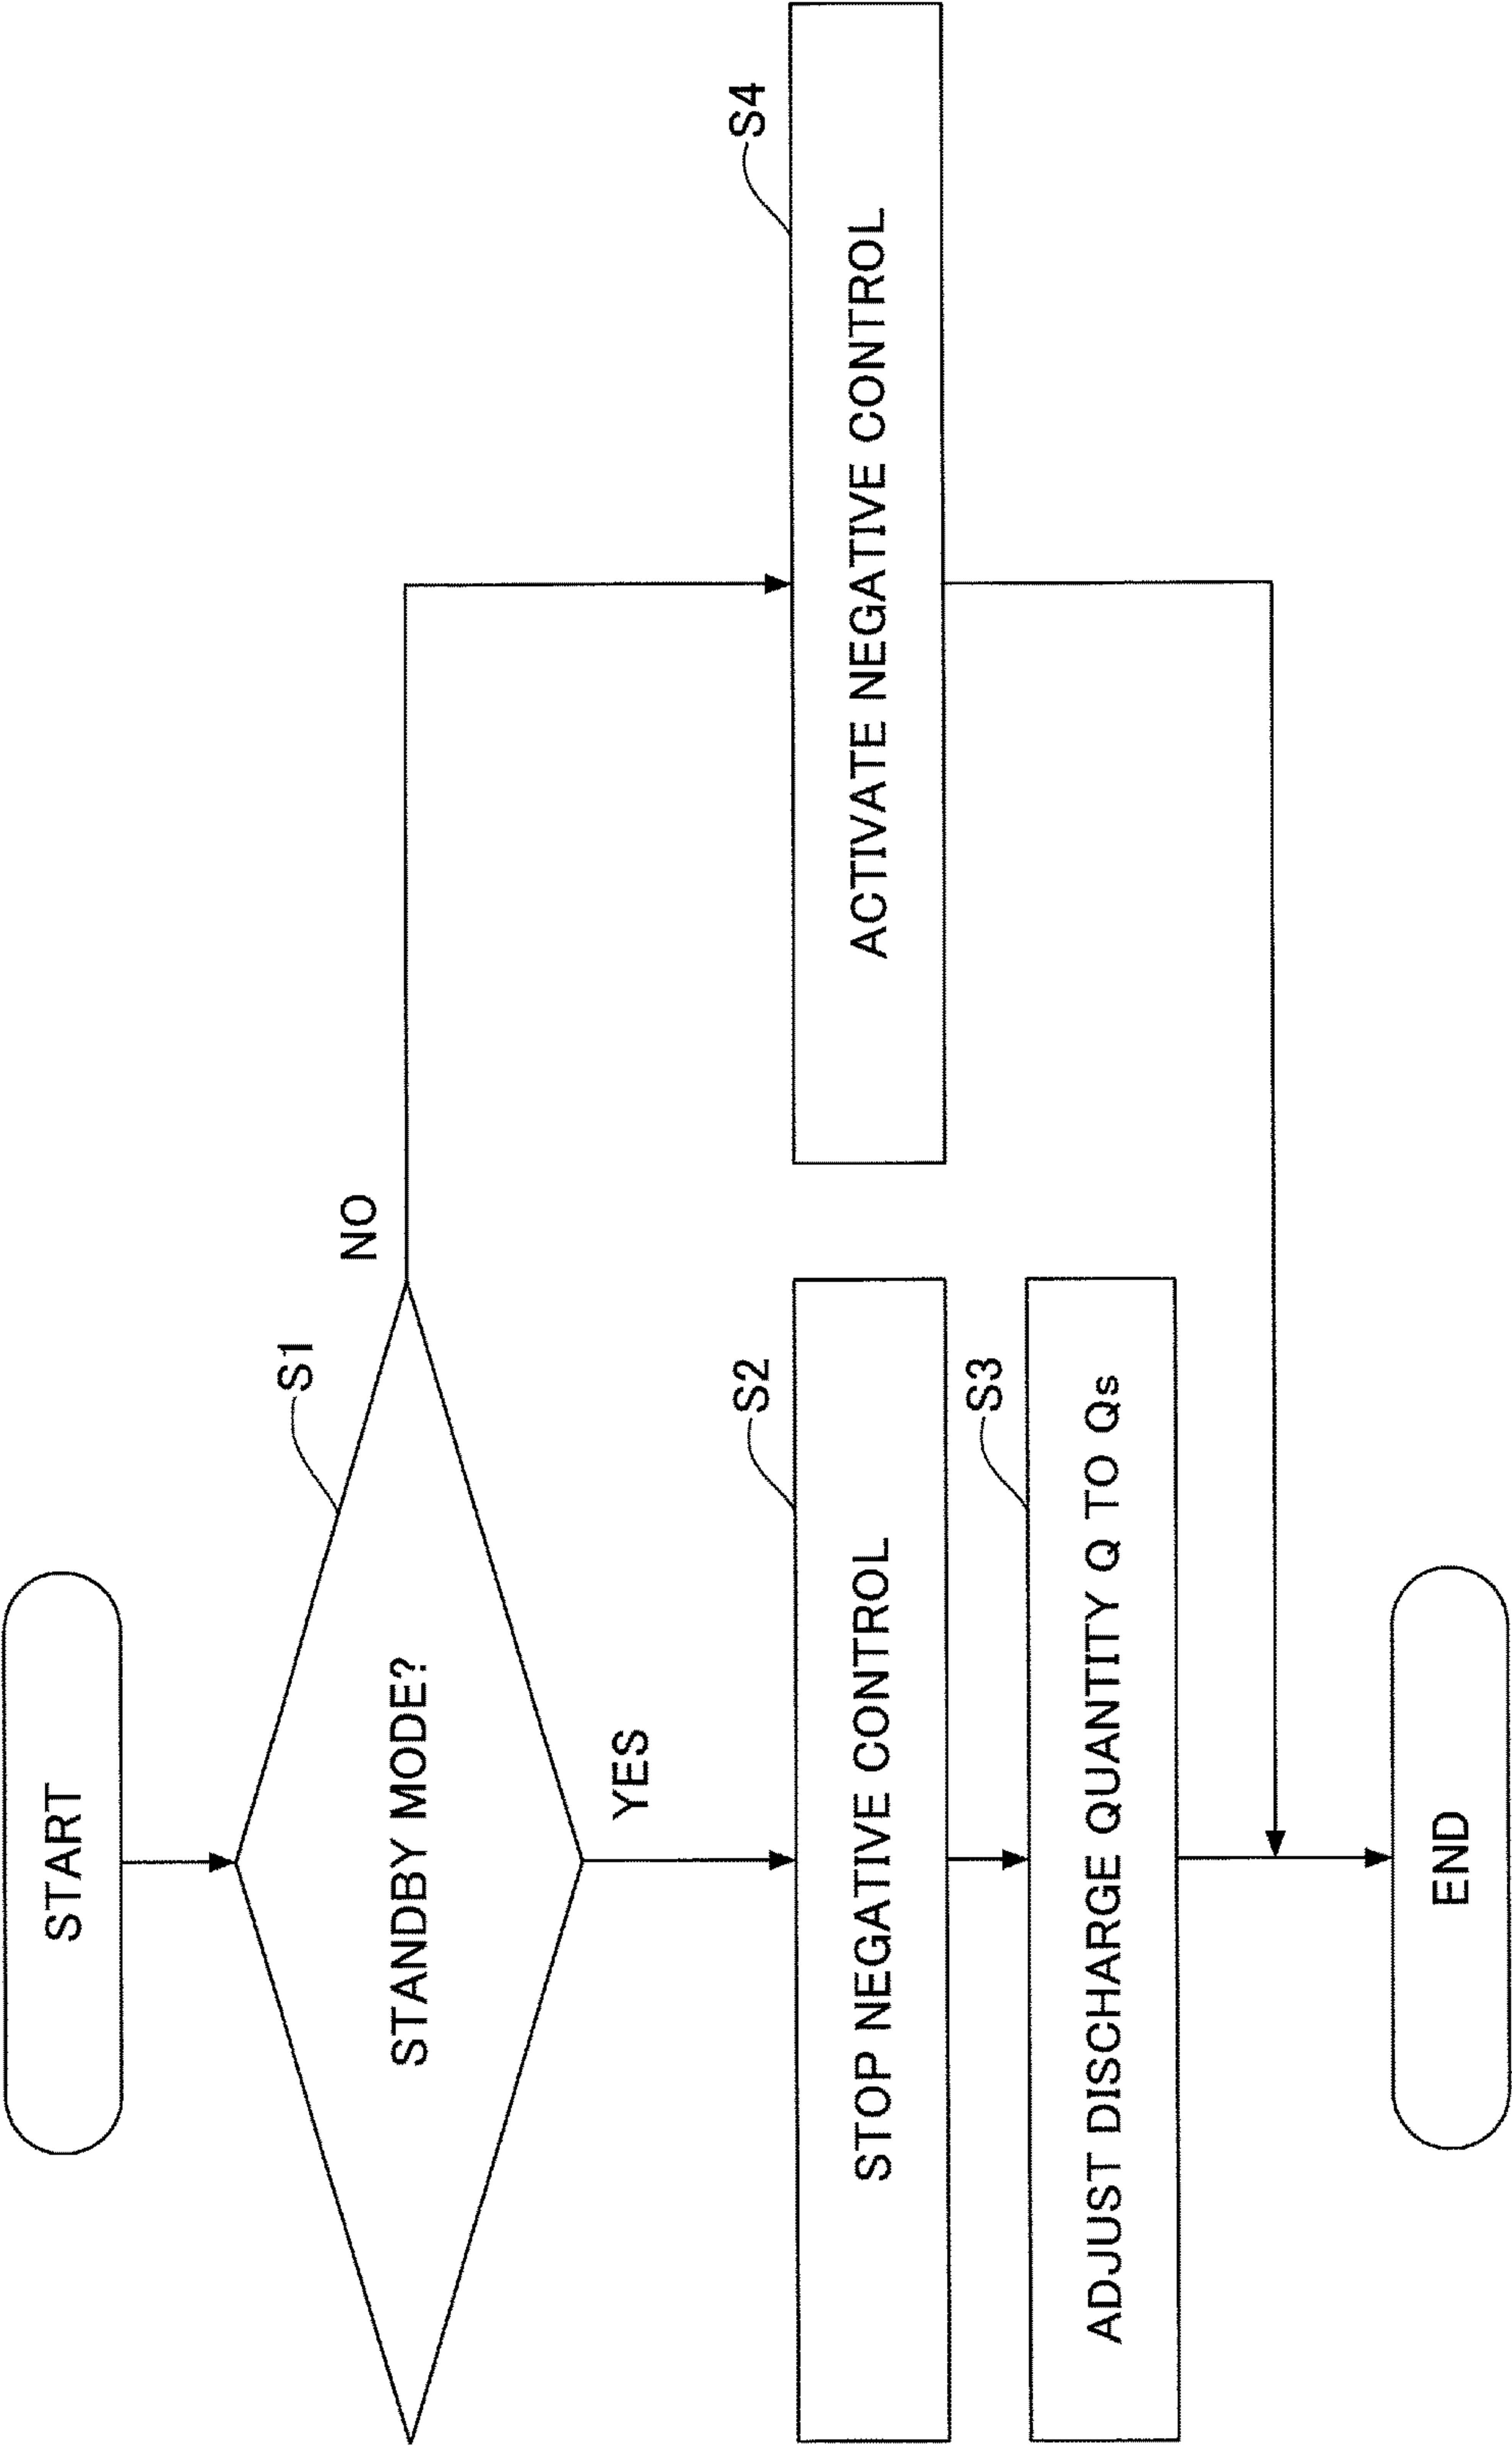 START
S1
STANDBY MODE?
NO
YES
S2
STOP NEGATIVE CONTROL
S4
ACTIVATE NEGATIVE CONTROL
S3
ADJUST DISCHARGE QUANTITY Q TO Qs
END